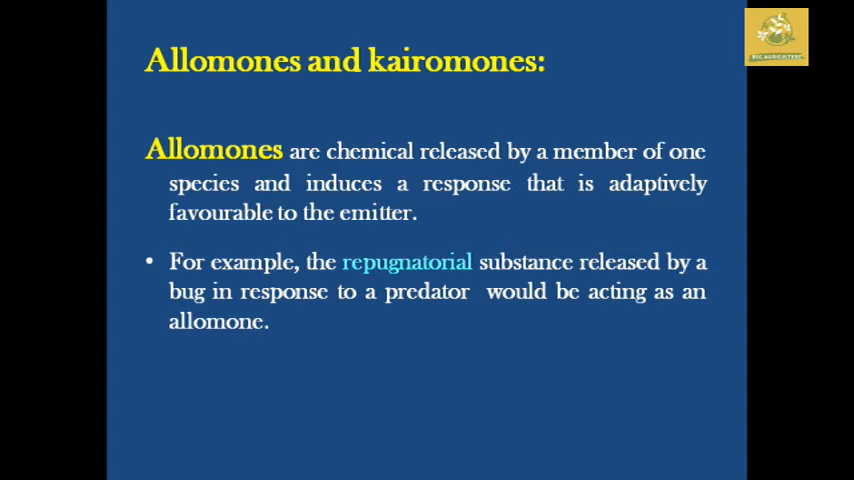 Allomones and kairomones:
Allomones are chemical released by a member of one
species and induces a response that is adaptively
favourable to the emitter.
• For example, the repugnatorial substance released by a
bug in response to a predator would be acting as an
allomone.